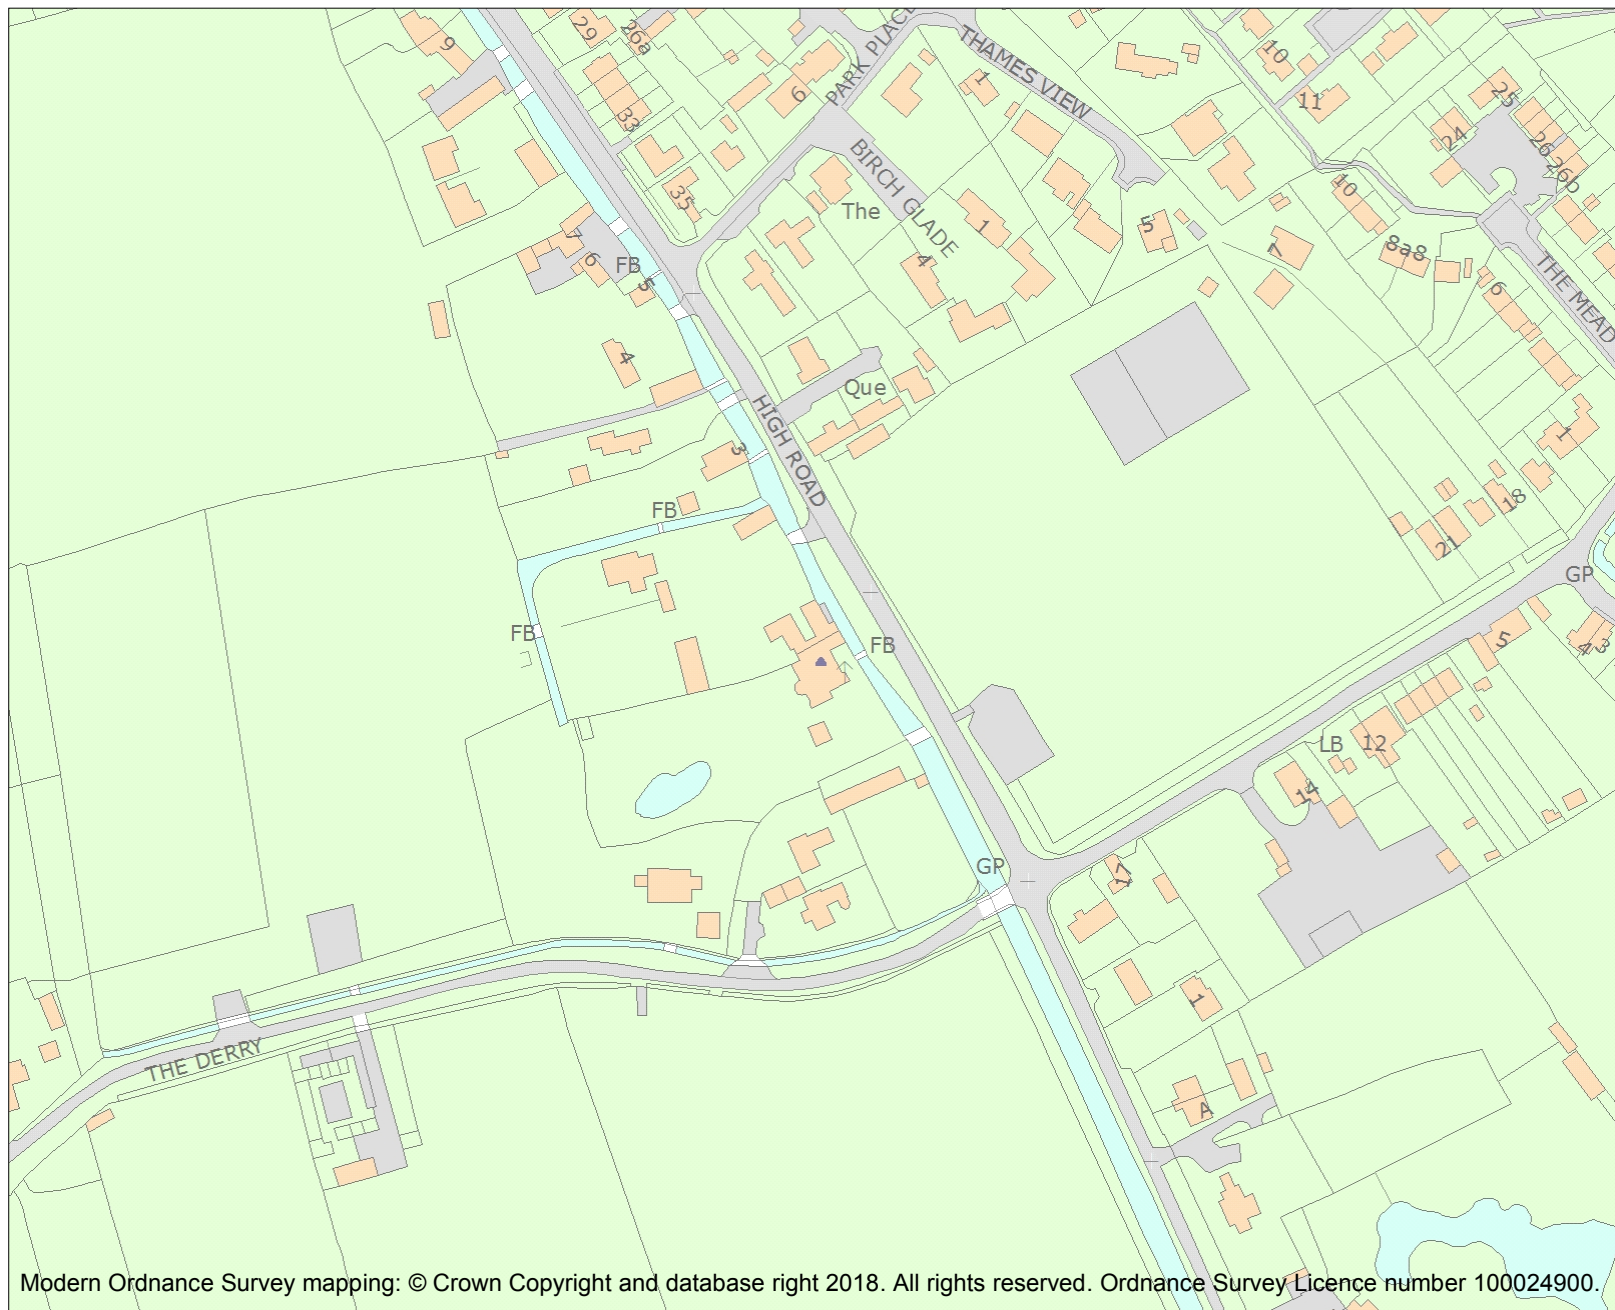 9
29
26a
33
6
PARK PLACE
THAMES VIEW
1
10
11
25
24
26
26b
35
BIRCH GLADE
The
1
4
5
7
10
8a8
THE MEAD
6
7
6
FB
5
4
Que
HIGH ROAD
3
FB
1
18
21
GP
FB
FB
5
4
3
LB
12
14
GP
17
1
THE DERRY
A
Modern Ordnance Survey mapping: © Crown Copyright and database right 2018. All rights reserved. Ordnance Survey Licence number 100024900.